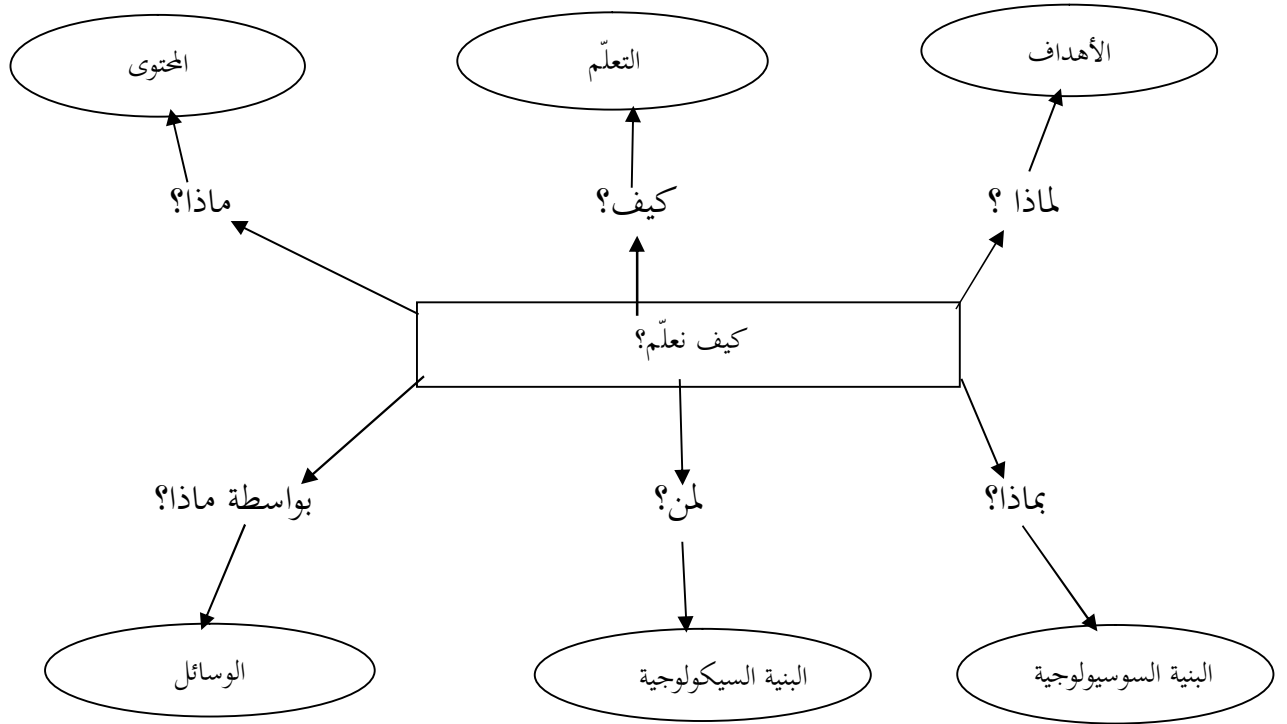 الأهداف
التعلّم
المحتوى
لماذا ؟
كيف؟
ماذا؟
كيف نعلّم؟
بماذا؟
لمن؟
بواسطة ماذا؟
البنية السوسيولوجية
البنية السيكولوجية
الوسائل